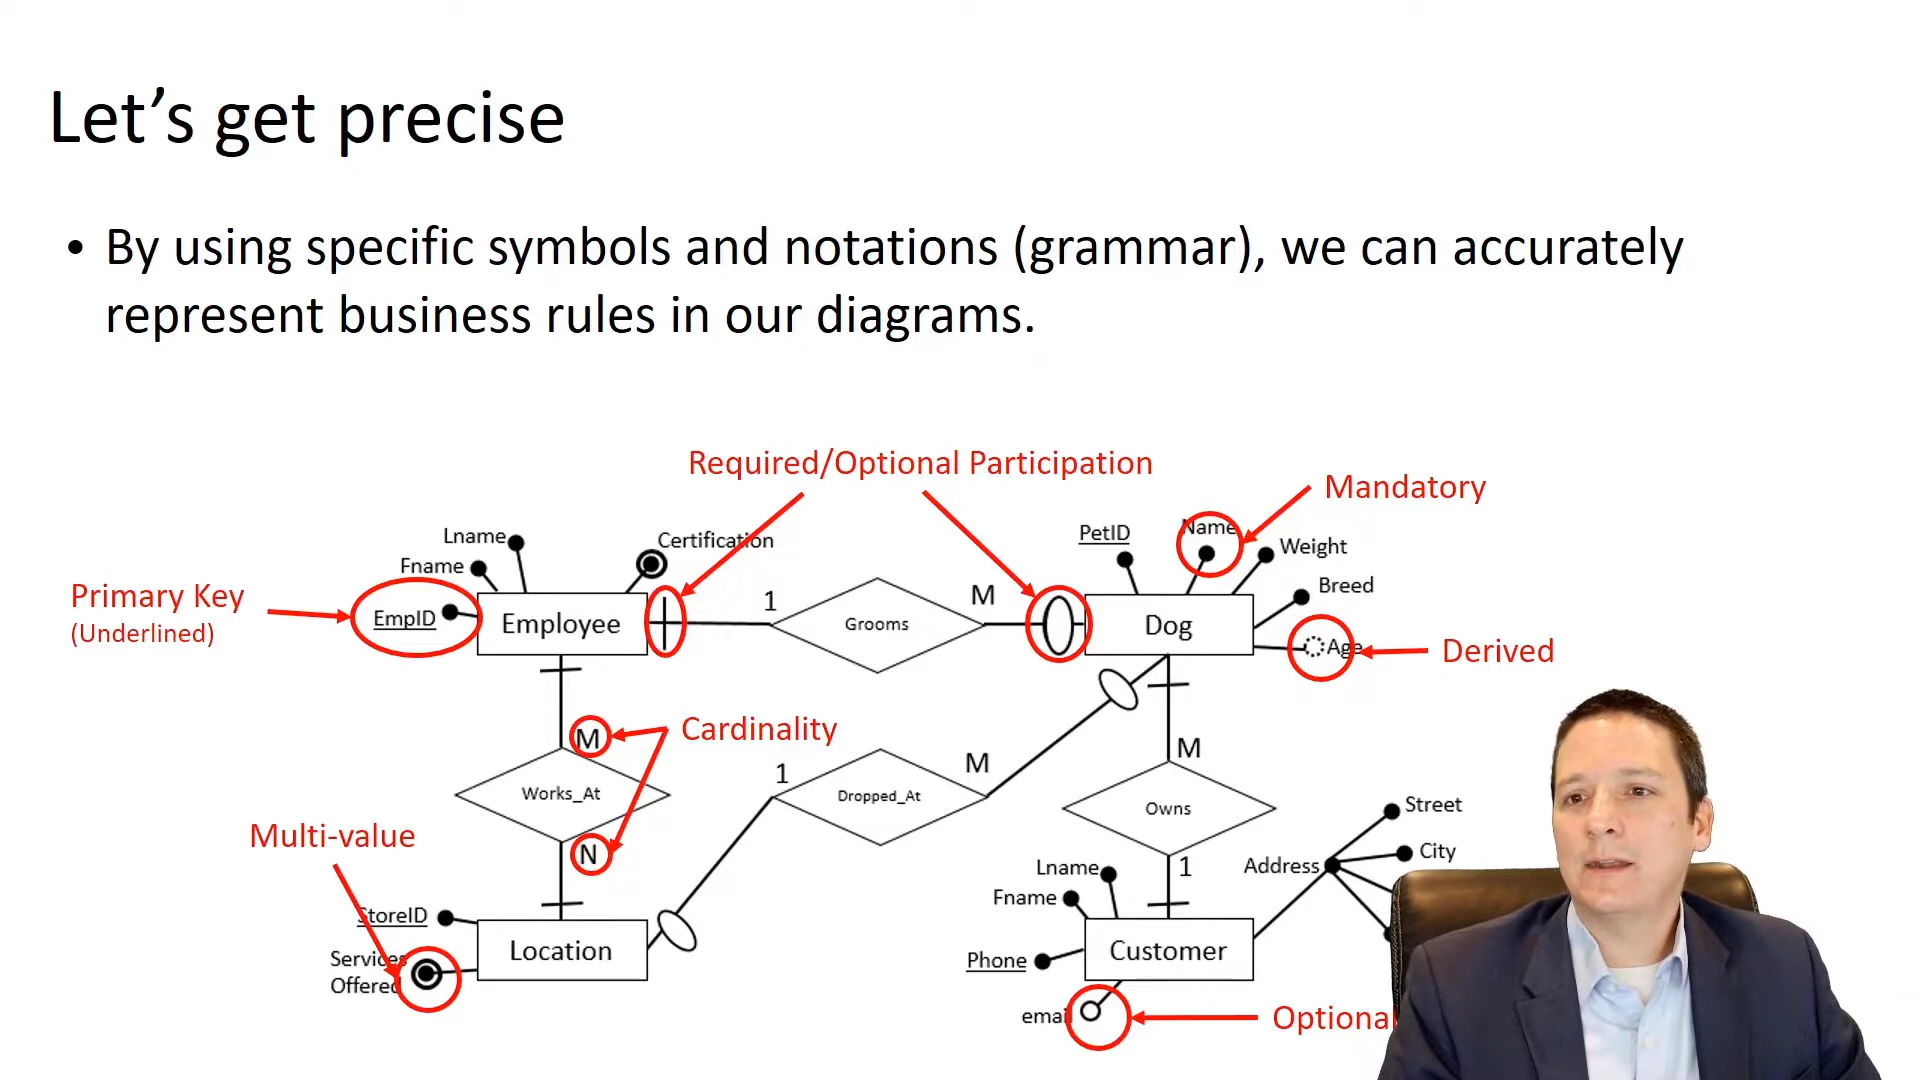 Let's get precise
• By using specific symbols and notations (grammar), we can accurately
represent business rules in our diagrams.
Required/Optional Participation
Mandatory
Lname
Certification
Fname
Primary Key
(Underlined)
EmpID
Employee
1
Grooms
M
PetID
Name
Weight
Breed
Dog
Age
Derived
M
Cardinality
Works_At
N
1
Dropped_At
M
M
Owns
1
Multi-value
StoreID
Services
Offered
Location
Lname
Fname
Phone
Customer
email
Optional
Address
Street
City